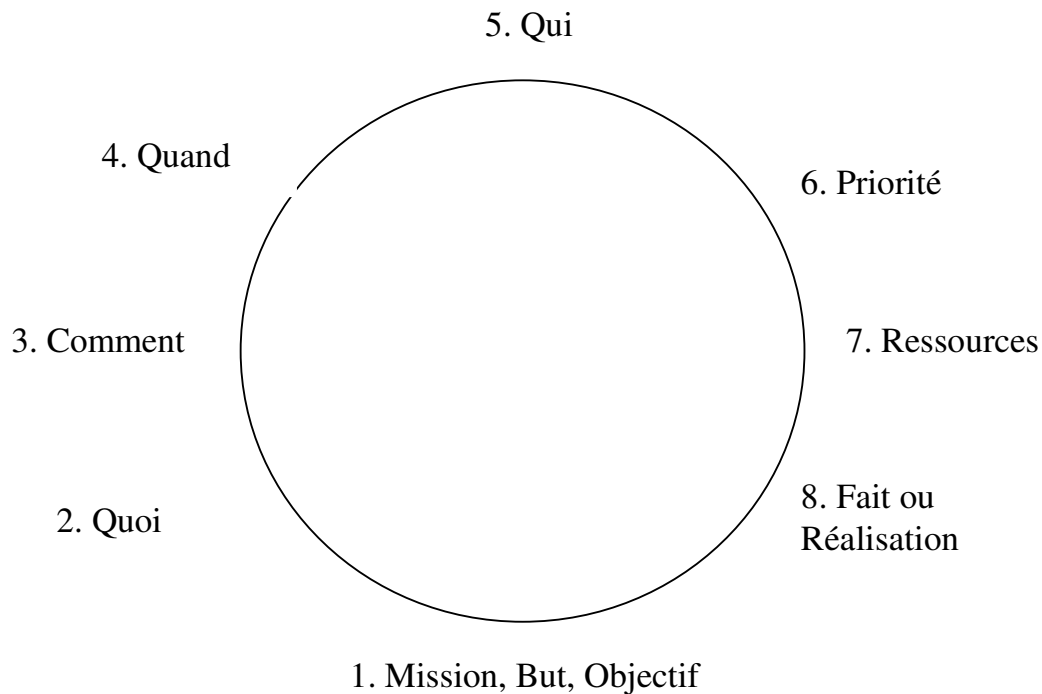 5. Qui
4. Quand
6. Priorité
3. Comment
7. Ressources
2. Quoi
8. Fait ou
Réalisation
1. Mission, But, Objectif